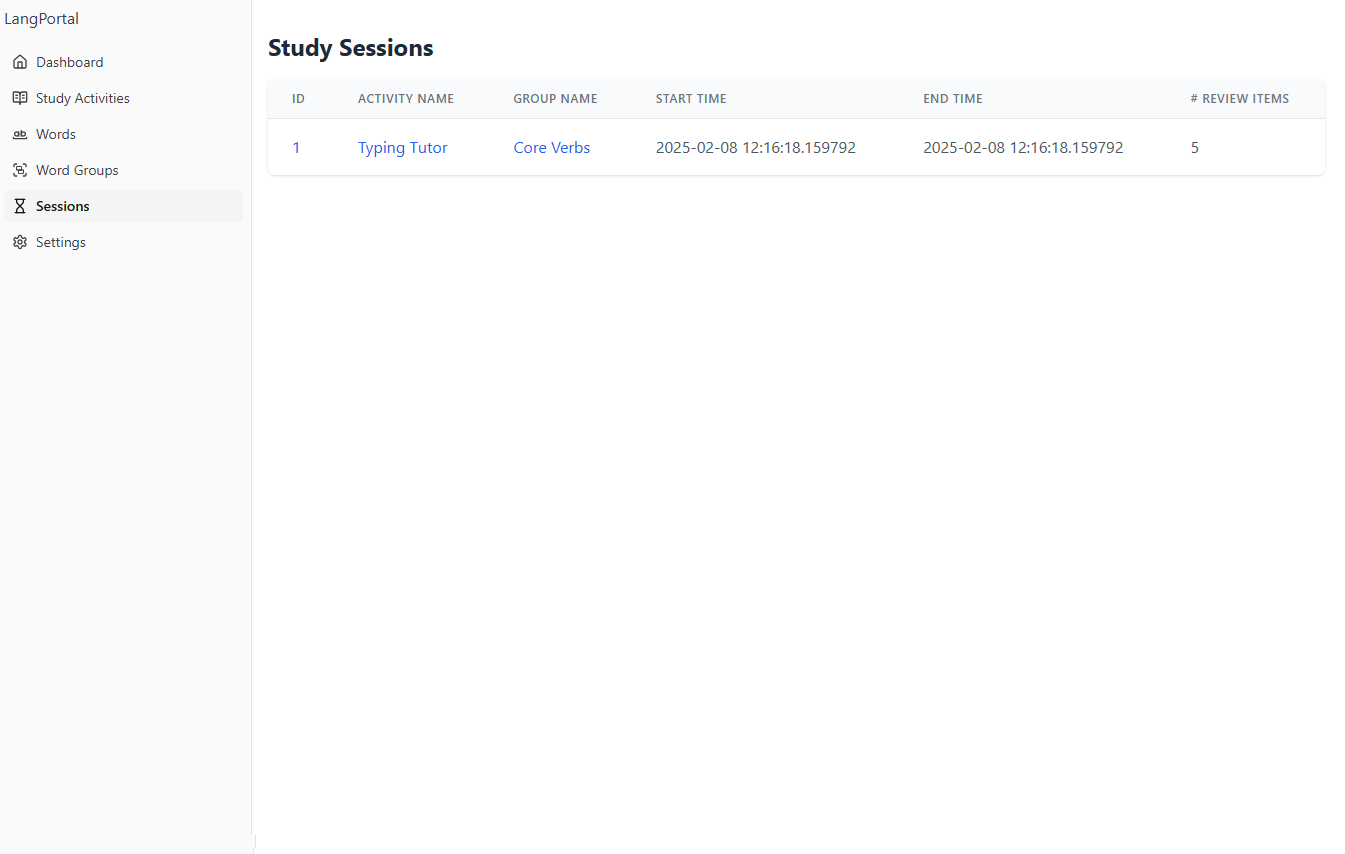 LangPortal
Dashboard
Study Activities
Words
Word Groups
Sessions
Settings
Study Sessions
ID ACTIVITY NAME GROUP NAME START TIME END TIME # REVIEW ITEMS
1 Typing Tutor Core Verbs 2025-02-08 12:16:18.159792 2025-02-08 12:16:18.159792 5